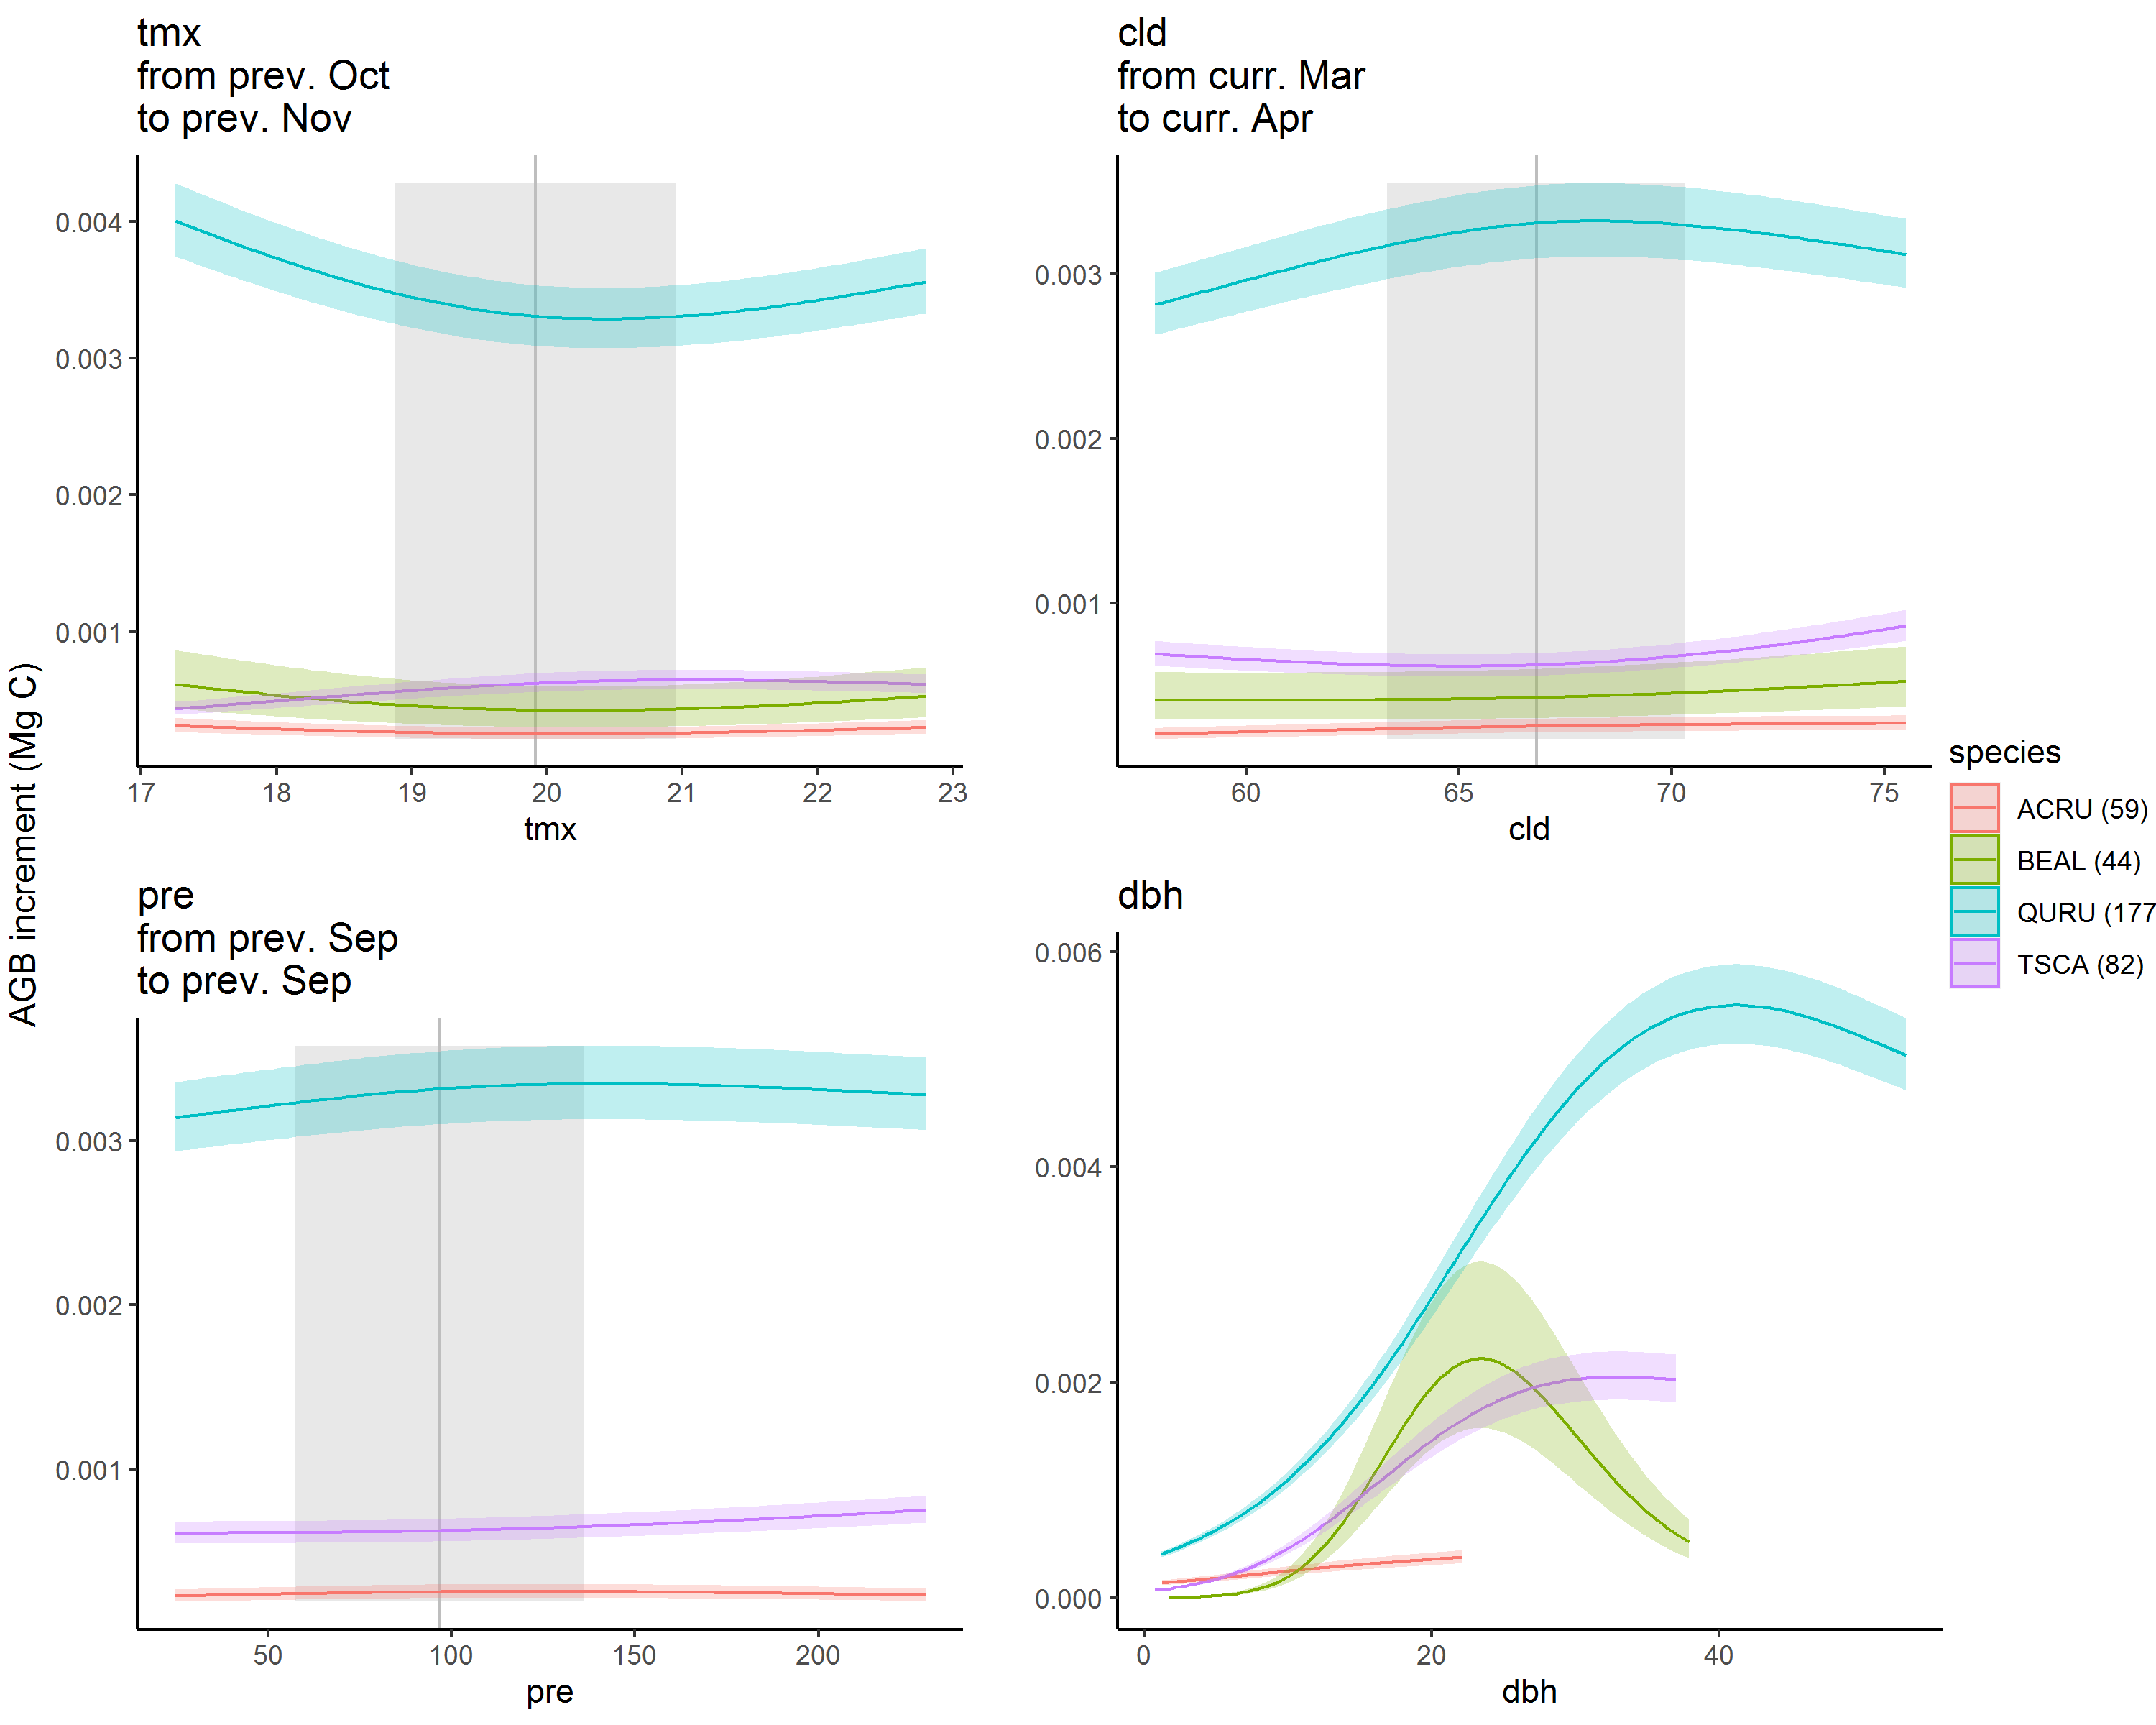 tmx
from prev. Oct
to prev. Nov
0.004
0.003
0.002
0.001
17 18 19 20 21 22 23
tmx
cld
from curr. Mar
to curr. Apr
0.003
0.002
0.001
60 65 70 75
cld
AGB increment (Mg C)
pre
from prev. Sep
to prev. Sep
0.003
0.002
0.001
50 100 150 200
pre
dbh
0.006
0.004
0.002
0.000
0 20 40
dbh
species
ACRU (59)
BEAL (44)
QURU (177
TSCA (82)